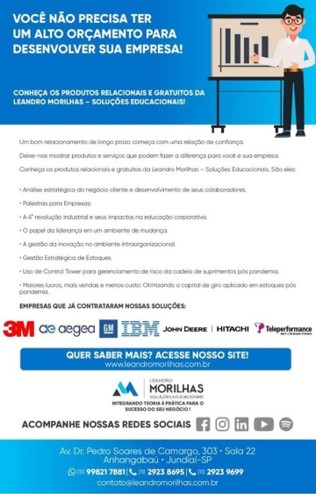 VOCÊ NÃO PRECISA TER
UM ALTO ORÇAMENTO PARA
DESENVOLVER SUA EMPRESA!
CONHEÇA OS PRODUTOS RELACIONAIS E GRATUITOS DA
LEANDRO MORILHAS – SOLUÇÕES EDUCACIONAIS!
Um bom relacionamento de longo prazo começa com uma relação de confiança.
Deixe-nos mostrar produtos e serviços que podem fazer a diferença para você e sua empresa.
Conheça os produtos relacionais e gratuitos da Leandro Morilhas – Soluções Educacionais. São eles:
• Análise estratégica do negócio cliente e desenvolvimento de seus colaboradores.
• Palestras para Empresas:
• A 4ª revolução industrial e seus impactos na educação corporativa.
• O papel da liderança em um ambiente de mudança.
• A gestão da inovação no ambiente intraorganizacional.
• Gestão Estratégica de Estoques.
• Uso de Control Tower para gerenciamento de risco da cadeia de suprimentos pós pandemia.
• Maiores lucros, mais vendas e menos custo: Otimizando o capital de giro aplicado em estoques pós
pandemia.
EMPRESAS QUE JÁ CONTRATARAM NOSSAS SOLUÇÕES:
3M ae aegea GM IBM JOHN DEERE | HITACHI Teleperformance
QUER SABER MAIS? ACESSE NOSSO SITE!
www.leandromorilhas.com.br
LEANDRO
MORILHAS
SOLUÇÕES EDUCACIONAIS
INTEGRANDO TEORIA E PRÁTICA PARA O
SUCESSO DO SEU NEGÓCIO!
ACOMPANHE NOSSAS REDES SOCIAIS
Av. Dr. Pedro Soares de Camargo, 303 • Sala 22
Anhangabaú • Jundiaí-SP
(11) 99821 7881 (11) 2923 8695 | (11) 2923 9699
contato@leandromorilhas.com.br